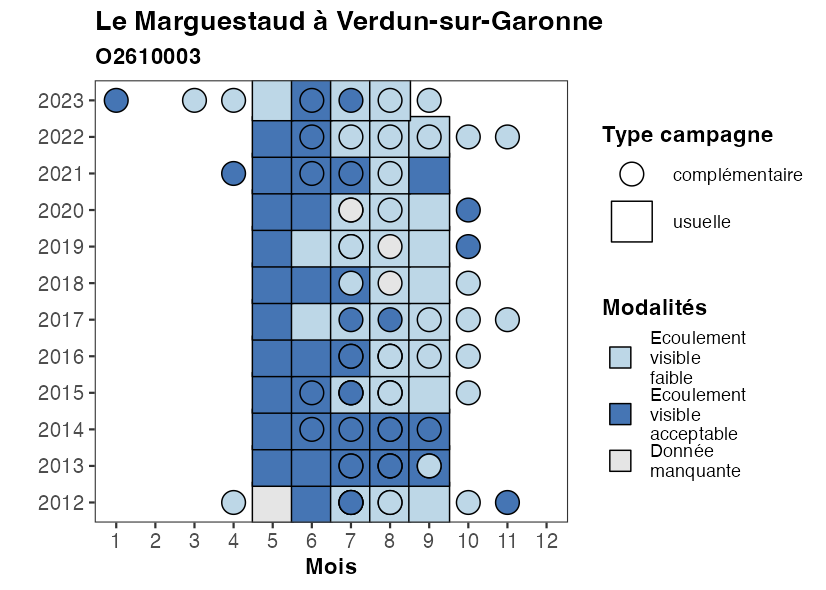 Le Marguestaud à Verdun-sur-Garonne
O2610003
2023
2022
2021
2020
2019
2018
2017
2016
2015
2014
2013
2012
1 2 3 4 5 6 7 8 9 10 11 12
Mois
Type campagne
complémentaire
usuelle
Modalités
Ecoulement
visible
faible
Ecoulement
visible
acceptable
Donnée
manquante